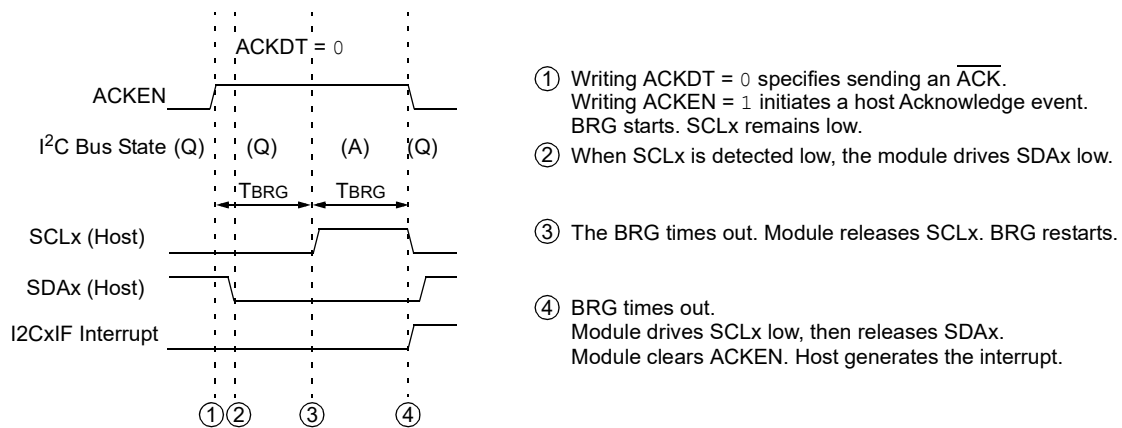 ACKDT = 0
ACKEN
I2C Bus State (Q) (Q) (A) (Q)
TBRG TBRG
SCLx (Host)
SDAx (Host)
I2CxIF Interrupt
1 2 3 4
① Writing ACKDT = 0 specifies sending an A̅C̅K̅.
Writing ACKEN = 1 initiates a host Acknowledge event.
BRG starts. SCLx remains low.
② When SCLx is detected low, the module drives SDAx low.
③ The BRG times out. Module releases SCLx. BRG restarts.
④ BRG times out.
Module drives SCLx low, then releases SDAx.
Module clears ACKEN. Host generates the interrupt.